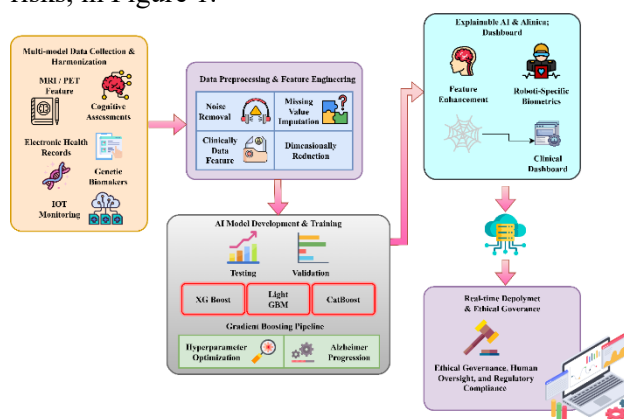 risks, in Figure 1.
Multi-model Data Collection &
Harmonization
MRI / PET
Feature
Cognitive
Assessments
Electronic Health
Records
Genetic
Biomakers
IOT
Monitoring
Data Preprocessing & Feature Engineering
Noise
Removal
Missing
Value
Imputation
Clinically
Data
Feature
Dimensionally
Reduction
AI Model Development & Training
Testing
Validation
XG Boost
Light
GBM
CatBoost
Gradient Boosting Pipeline
Hyperparameter
Optimization
Alzheimer
Progression
Explainable AI & Alinica;
Dashboard
Feature
Enhancement
Roboti-Specific
Biometrics
Clinical
Dashboard
Real-time Depolymet
& Ethical Goverance
Ethical Governance, Human
Oversight, and Regulatory
Compliance